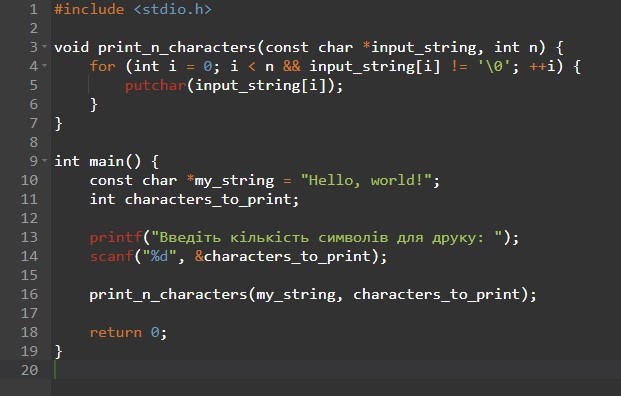 1 #include <stdio.h>
2
3 void print_n_characters(const char *input_string, int n) {
4     for (int i = 0; i < n && input_string[i] != '\0'; ++i) {
5         putchar(input_string[i]);
6     }
7 }
8
9 int main() {
10     const char *my_string = "Hello, world!";
11     int characters_to_print;
12
13     printf("Введіть кількість символів для друку: ");
14     scanf("%d", &characters_to_print);
15
16     print_n_characters(my_string, characters_to_print);
17
18     return 0;
19 }
20